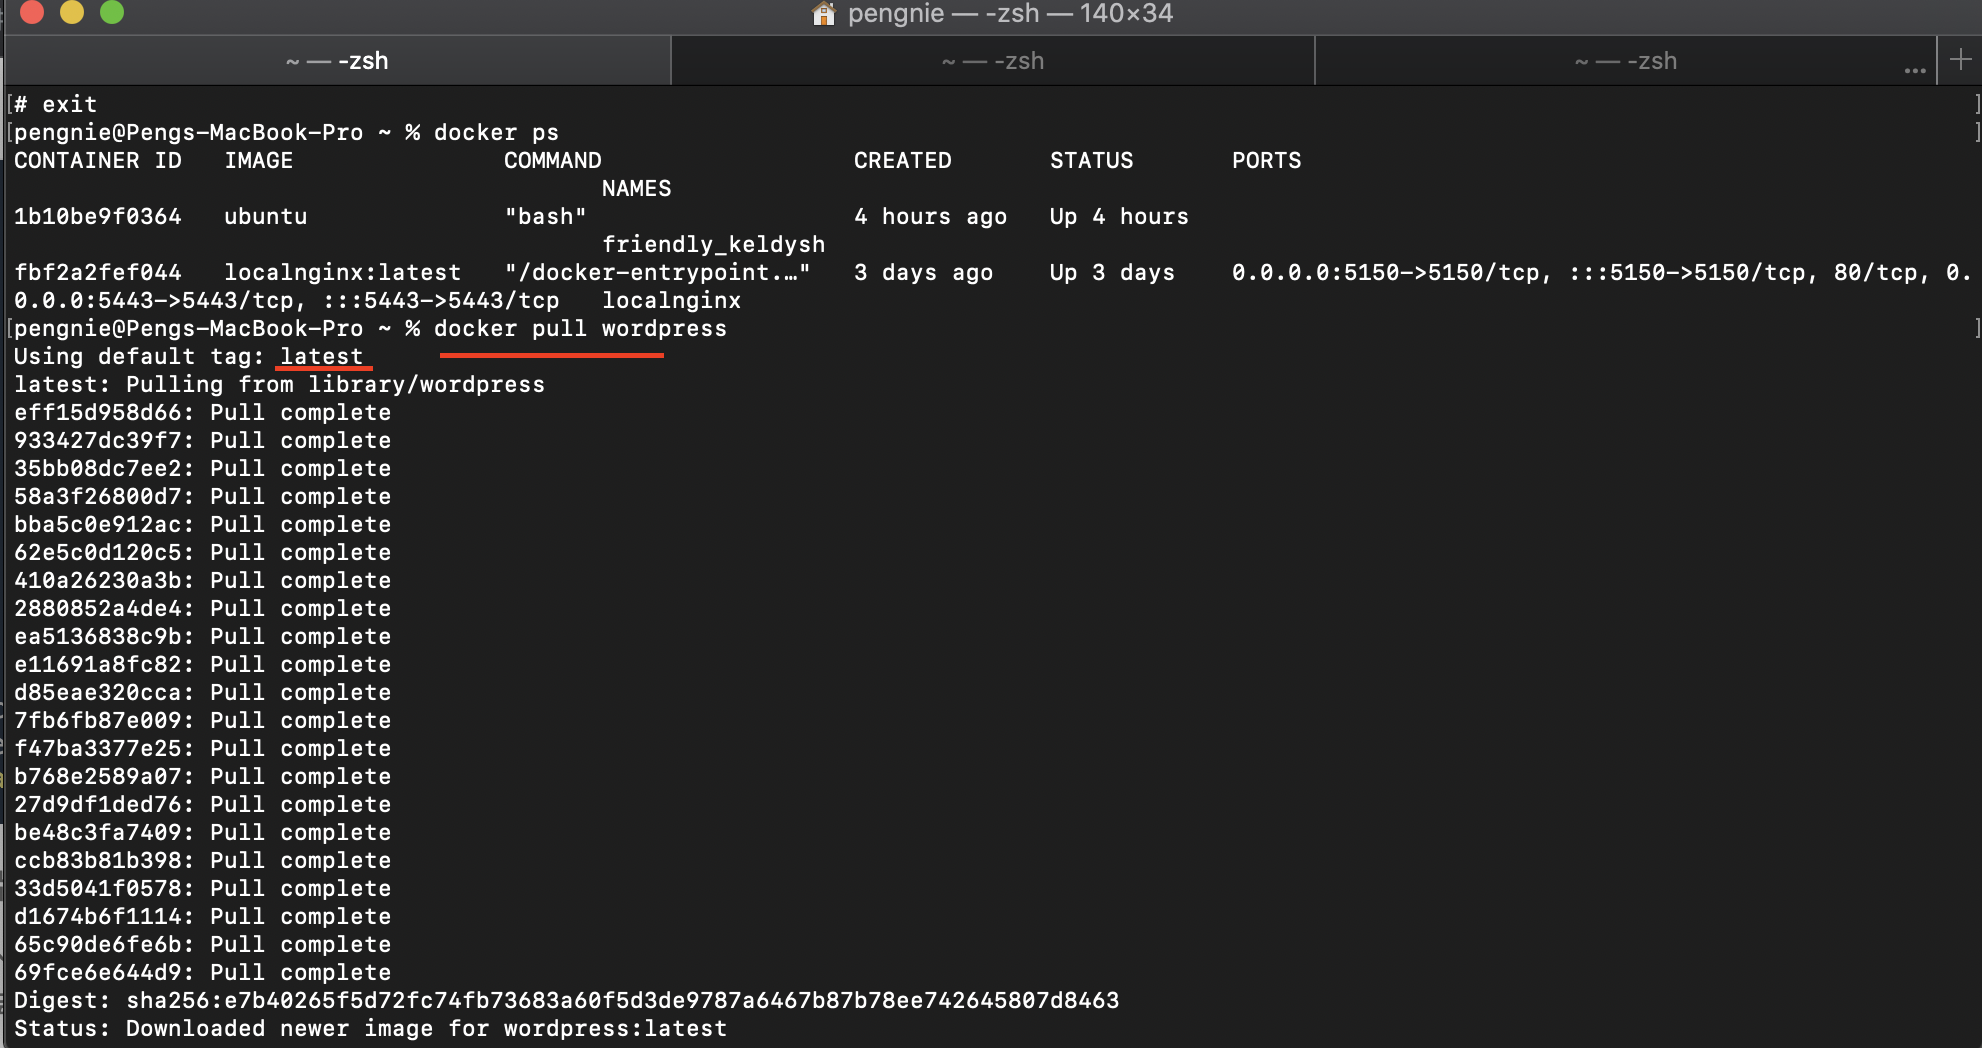 pengnie — -zsh — 140×34
~ — -zsh ~ — -zsh ~ — -zsh ... +
[# exit ]
[pengnie@Pengs-MacBook-Pro ~ % docker ps ]
CONTAINER ID   IMAGE               COMMAND                  CREATED       STATUS       PORTS
                                          NAMES
1b10be9f0364   ubuntu              "bash"                   4 hours ago   Up 4 hours
                                          friendly_keldysh
fbf2a2fef044   localnginx:latest   "/docker-entrypoint.…"   3 days ago    Up 3 days    0.0.0.0:5150->5150/tcp, :::5150->5150/tcp, 80/tcp, 0.
0.0.0:5443->5443/tcp, :::5443->5443/tcp   localnginx
[pengnie@Pengs-MacBook-Pro ~ % docker pull wordpress ]
Using default tag: latest
latest: Pulling from library/wordpress
eff15d958d66: Pull complete
933427dc39f7: Pull complete
35bb08dc7ee2: Pull complete
58a3f26800d7: Pull complete
bba5c0e912ac: Pull complete
62e5c0d120c5: Pull complete
410a26230a3b: Pull complete
2880852a4de4: Pull complete
ea5136838c9b: Pull complete
e11691a8fc82: Pull complete
d85eae320cca: Pull complete
7fb6fb87e009: Pull complete
f47ba3377e25: Pull complete
b768e2589a07: Pull complete
27d9df1ded76: Pull complete
be48c3fa7409: Pull complete
ccb83b81b398: Pull complete
33d5041f0578: Pull complete
d1674b6f1114: Pull complete
65c90de6fe6b: Pull complete
69fce6e644d9: Pull complete
Digest: sha256:e7b40265f5d72fc74fb73683a60f5d3de9787a6467b87b78ee742645807d8463
Status: Downloaded newer image for wordpress:latest